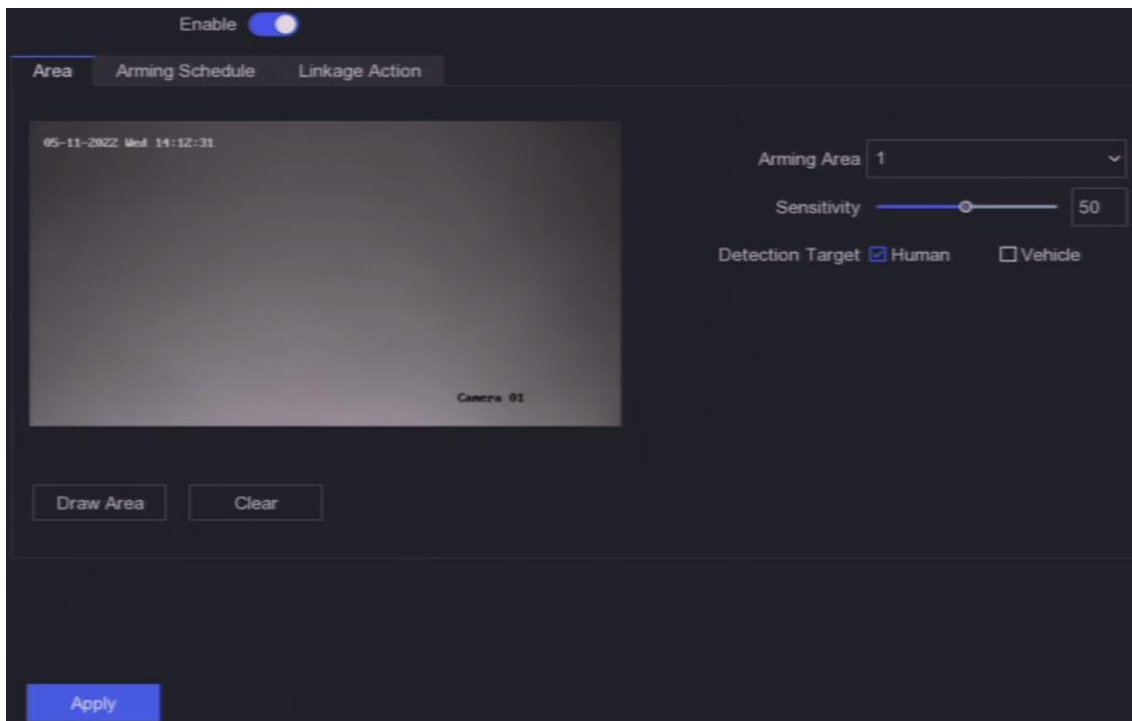 Enable
Area Arming Schedule Linkage Action
05-11-2022 Wed 14:12:31
Arming Area 1
Sensitivity 50
Detection Target Human Vehicle
Camera 01
Draw Area Clear
Apply